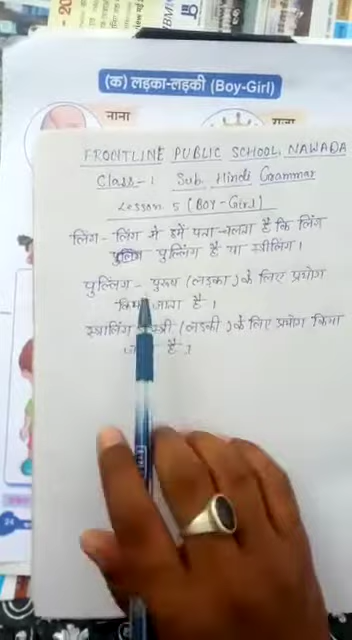 (क) लड़का-लड़की (Boy-Girl)
नाना
राजा
FRONTLINE PUBLIC SCHOOL, NAWADA
Class-1 Sub. Hindi Grammar
Lesson 5 (BOY-Girl)
लिंग - लिंग में हमें पता चलता है कि लिंग
पुल्लिंग है या स्त्रीलिंग।
पुल्लिंग - पुरुष (लड़का) के लिए प्रयोग
किया जाता है।
स्त्रीलिंग स्त्री (लड़की) के लिए प्रयोग किया
है।
24